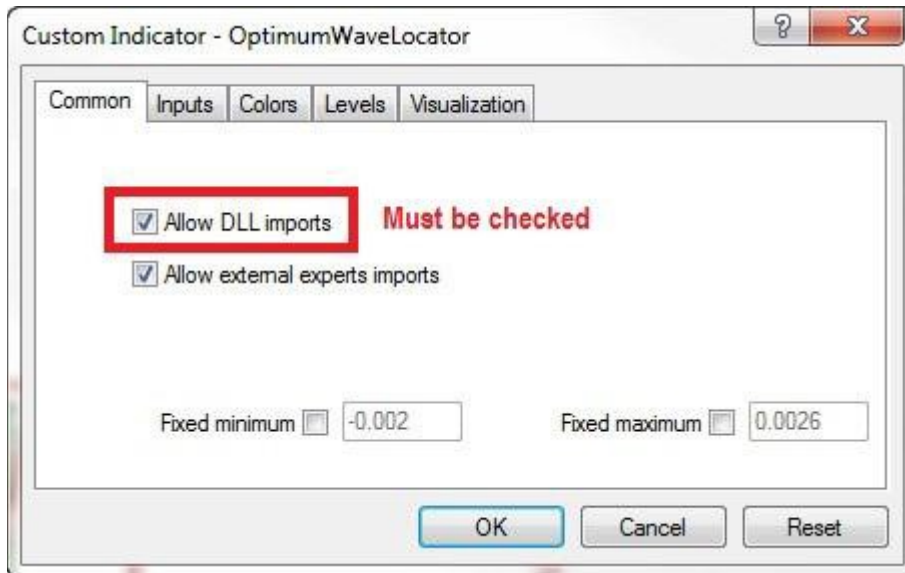 Custom Indicator - OptimumWaveLocator
Common Inputs Colors Levels Visualization
Allow DLL imports Must be checked
Allow external experts imports
Fixed minimum -0.002 Fixed maximum 0.0026
OK Cancel Reset